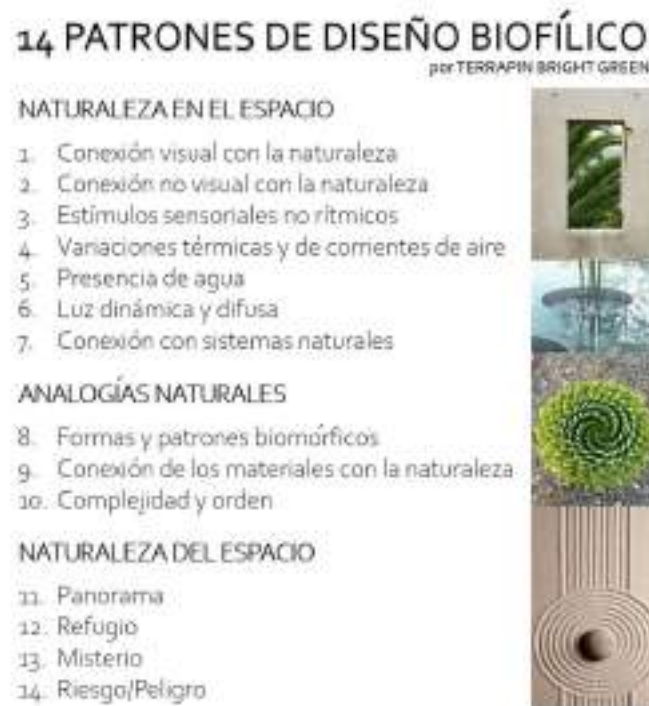 14 PATRONES DE DISEÑO BIOFÍLICO
por TERRAPIN BRIGHT GREEN
NATURALEZA EN EL ESPACIO
1. Conexión visual con la naturaleza
2. Conexión no visual con la naturaleza
3. Estímulos sensoriales no rítmicos
4. Variaciones térmicas y de corrientes de aire
5. Presencia de agua
6. Luz dinámica y difusa
7. Conexión con sistemas naturales
ANALOGÍAS NATURALES
8. Formas y patrones biomórficos
9. Conexión de los materiales con la naturaleza
10. Complejidad y orden
NATURALEZA DEL ESPACIO
11. Panorama
12. Refugio
13. Misterio
14. Riesgo/Peligro